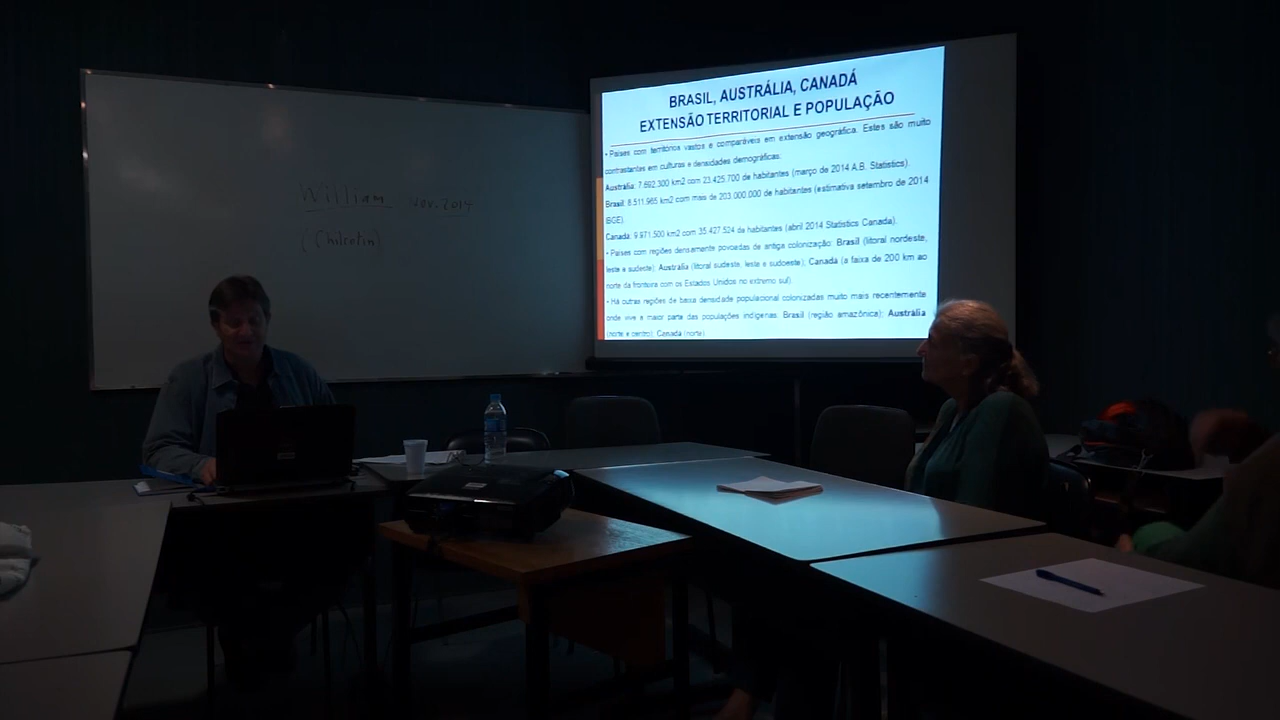 William Nov. 2014
(Chilcotin)
BRASIL, AUSTRÁLIA, CANADÁ
EXTENSÃO TERRITORIAL E POPULAÇÃO
• Países com territórios vastos e comparáveis em extensão geográfica. Estes são muito
contrastantes em culturas e densidades demográficas:
Austrália: 7.692.300 km2 com 23.425.700 de habitantes (março de 2014 A.B. Statistics).
Brasil: 8.511.965 km2 com mais de 203.000.000 de habitantes (estimativa setembro de 2014
IBGE).
Canadá: 9.971.500 km2 com 35.427.524 de habitantes (abril 2014 Statistics Canada).
• Países com regiões densamente povoadas de antiga colonização: Brasil (litoral nordeste,
leste e sudeste); Austrália (litoral sudeste, leste e sudoeste); Canadá (a faixa de 200 km ao
norte da fronteira com os Estados Unidos no extremo sul)
• Há outras regiões de baixa densidade populacional colonizadas muito mais recentemente
onde vive a maior parte das populações indígenas. Brasil (região amazônica); Austrália
(norte e centro); Canadá (norte).